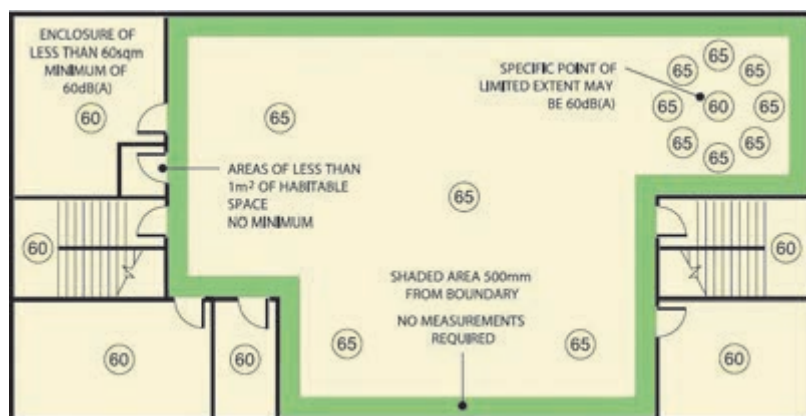 ENCLOSURE OF
LESS THAN 60sqm
MINIMUM OF
60dB(A)
60
65
SPECIFIC POINT OF
LIMITED EXTENT MAY
BE 60dB(A)
65
65
65
65
60
65
65
65
65
AREAS OF LESS THAN
1m² OF HABITABLE
SPACE
NO MINIMUM
65
60
60
SHADED AREA 500mm
FROM BOUNDARY
NO MEASUREMENTS
REQUIRED
60
60
65
65
60